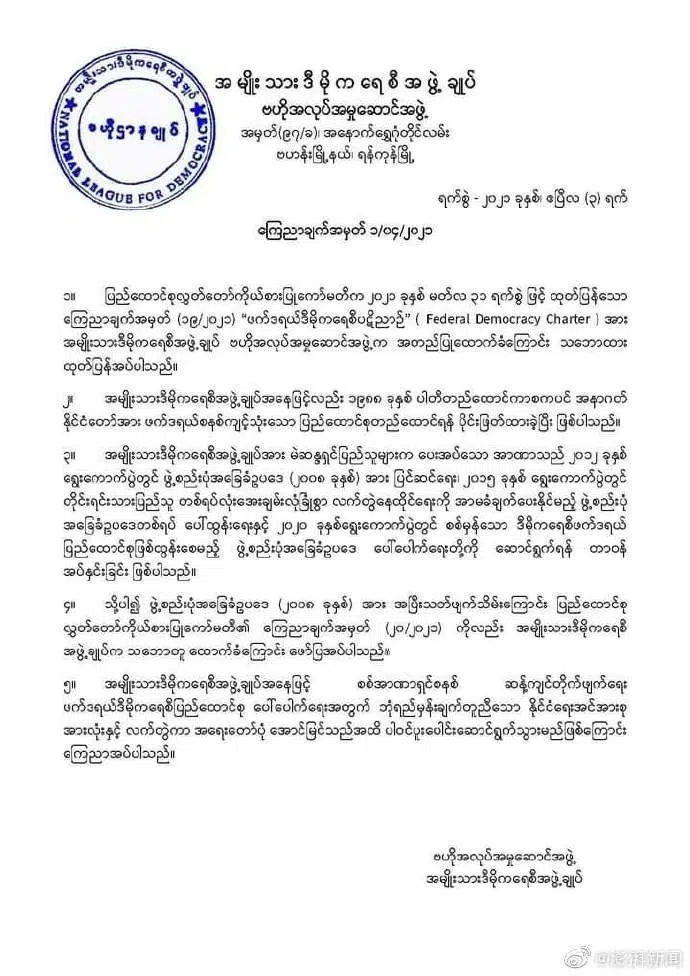 အမျိုးသားဒီမိုကရေစီအဖွဲ့ချုပ်
ဗဟိုဌာနချုပ်
NATIONAL LEAGUE FOR DEMOCRACY
အမျိုးသားဒီမိုကရေစီအဖွဲ့ချုပ်
ဗဟိုအလုပ်အမှုဆောင်အဖွဲ့
အမှတ်(၉၇/ခ)၊ အနောက်ရွှေဂုံတိုင်လမ်း
ဗဟန်းမြို့နယ်၊ ရန်ကုန်မြို့
ရက်စွဲ - ၂၀၂၁ ခုနှစ်၊ ဧပြီလ (၃) ရက်
ကြေညာချက်အမှတ် ၁/၀၄/၂၀၂၁
၁။ ပြည်ထောင်စုလွှတ်တော်ကိုယ်စားပြုကော်မတီက ၂၀၂၁ ခုနှစ် မတ်လ ၃၁ ရက်စွဲ ဖြင့် ထုတ်ပြန်သော
ကြေညာချက်အမှတ် (၁၉/၂၀၂၁) “ဖက်ဒရယ်ဒီမိုကရေစီပဋိညာဉ်” ( Federal Democracy Charter ) အား
အမျိုးသားဒီမိုကရေစီအဖွဲ့ချုပ် ဗဟိုအလုပ်အမှုဆောင်အဖွဲ့က အတည်ပြုထောက်ခံကြောင်း သဘောထား
ထုတ်ပြန်အပ်ပါသည်။
၂။ အမျိုးသားဒီမိုကရေစီအဖွဲ့ချုပ်အနေဖြင့်လည်း ၁၉၈၈ ခုနှစ် ပါတီတည်ထောင်ကာစကပင် အနာဂတ်
နိုင်ငံတော်အား ဖက်ဒရယ်စနစ်ကျင့်သုံးသော ပြည်ထောင်စုတည်ထောင်ရန် ပိုင်းဖြတ်ထားခဲ့ပြီး ဖြစ်ပါသည်။
၃။ အမျိုးသားဒီမိုကရေစီအဖွဲ့ချုပ်အား မဲဆန္ဒရှင်ပြည်သူများက ပေးအပ်သော အာဏာသည် ၂၀၁၂ ခုနှစ်
ရွေးကောက်ပွဲတွင် ဖွဲ့စည်းပုံအခြေခံဥပဒေ (၂၀၀၈ ခုနှစ်) အား ပြင်ဆင်ရေး၊ ၂၀၁၅ ခုနှစ် ရွေးကောက်ပွဲတွင်
တိုင်းရင်းသားပြည်သူ တစ်ရပ်လုံးအေးချမ်းလုံခြုံစွာ လက်တွဲနေထိုင်ရေးကို အာမခံချက်ပေးနိုင်မည့် ဖွဲ့စည်းပုံ
အခြေခံဥပဒေတစ်ရပ် ပေါ်ထွန်းရေးနှင့် ၂၀၂၀ ခုနှစ်ရွေးကောက်ပွဲတွင် စစ်မှန်သော ဒီမိုကရေစီဖက်ဒရယ်
ပြည်ထောင်စုဖြစ်ထွန်းစေမည့် ဖွဲ့စည်းပုံအခြေခံဥပဒေ ပေါ်ပေါက်ရေးတို့ကို ဆောင်ရွက်ရန် တာဝန်
အပ်နှင်းခြင်း ဖြစ်ပါသည်။
၄။ သို့ပါ၍ ဖွဲ့စည်းပုံအခြေခံဥပဒေ (၂၀၀၈ ခုနှစ်) အား အပြီးသတ်ဖျက်သိမ်းကြောင်း ပြည်ထောင်စု
လွှတ်တော်ကိုယ်စားပြုကော်မတီ၏ ကြေညာချက်အမှတ် (၂၀/၂၀၂၁) ကိုလည်း အမျိုးသားဒီမိုကရေစီ
အဖွဲ့ချုပ်က သဘောတူ ထောက်ခံကြောင်း ဖော်ပြအပ်ပါသည်။
၅။ အမျိုးသားဒီမိုကရေစီအဖွဲ့ချုပ်အနေဖြင့် စစ်အာဏာရှင်စနစ် ဆန့်ကျင်တိုက်ဖျက်ရေး
ဖက်ဒရယ်ဒီမိုကရေစီပြည်ထောင်စု ပေါ်ပေါက်ရေးအတွက် ဘုံရည်မှန်းချက်တူညီသော နိုင်ငံရေးအင်အားစု
အားလုံးနှင့် လက်တွဲကာ အရေးတော်ပုံ အောင်မြင်သည်အထိ ပါဝင်ပူးပေါင်းဆောင်ရွက်သွားမည်ဖြစ်ကြောင်း
ကြေညာအပ်ပါသည်။
ဗဟိုအလုပ်အမှုဆောင်အဖွဲ့
အမျိုးသားဒီမိုကရေစီအဖွဲ့ချုပ်
@澎湃新闻